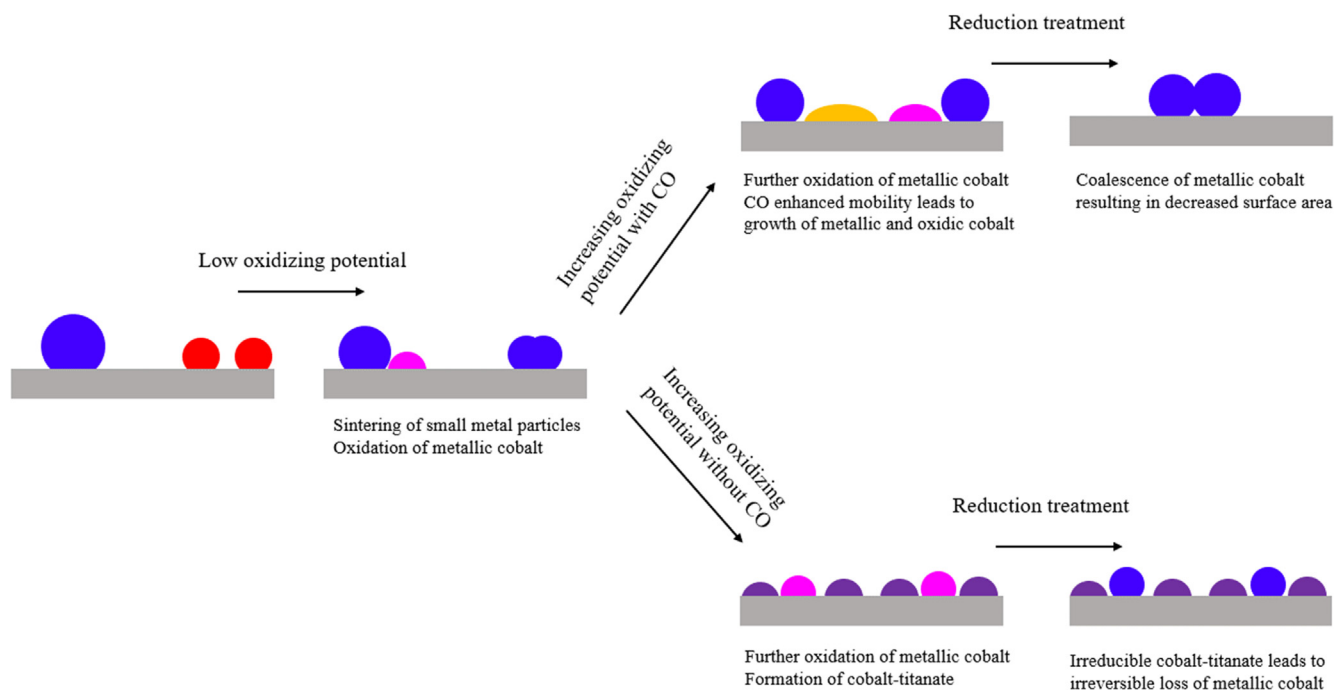 Reduction treatment
Increasing oxidizing
potential with CO
Further oxidation of metallic cobalt
CO enhanced mobility leads to
growth of metallic and oxidic cobalt
Coalescence of metallic cobalt
resulting in decreased surface area
Low oxidizing potential
Sintering of small metal particles
Oxidation of metallic cobalt
Increasing oxidizing
potential without CO
Reduction treatment
Further oxidation of metallic cobalt
Formation of cobalt-titanate
Irreducible cobalt-titanate leads to
irreversible loss of metallic cobalt